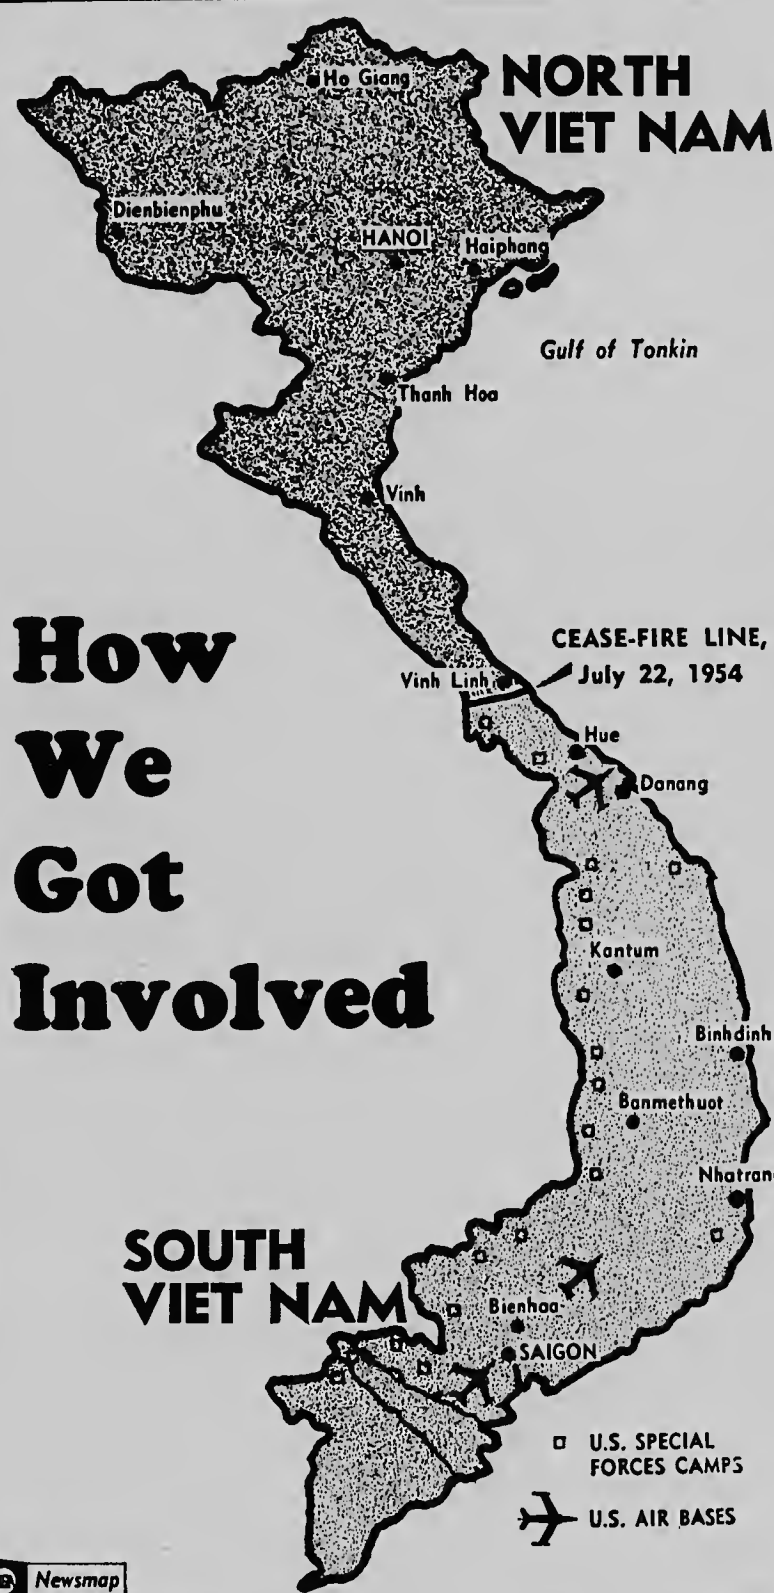 Ho Giang
NORTH
VIET NAM
Dienbienphu
HANOI
Haiphang
Gulf of Tonkin
Thanh Hoa
Vinh
How
We
Got
Involved
CEASE-FIRE LINE,
July 22, 1954
Vinh Linh
Hue
Danang
Kantum
Binhdinh
Banmethuot
Nhatran
SOUTH
VIET NAM
Bienhoa
SAIGON
U.S. SPECIAL
FORCES CAMPS
U.S. AIR BASES
Newsmap